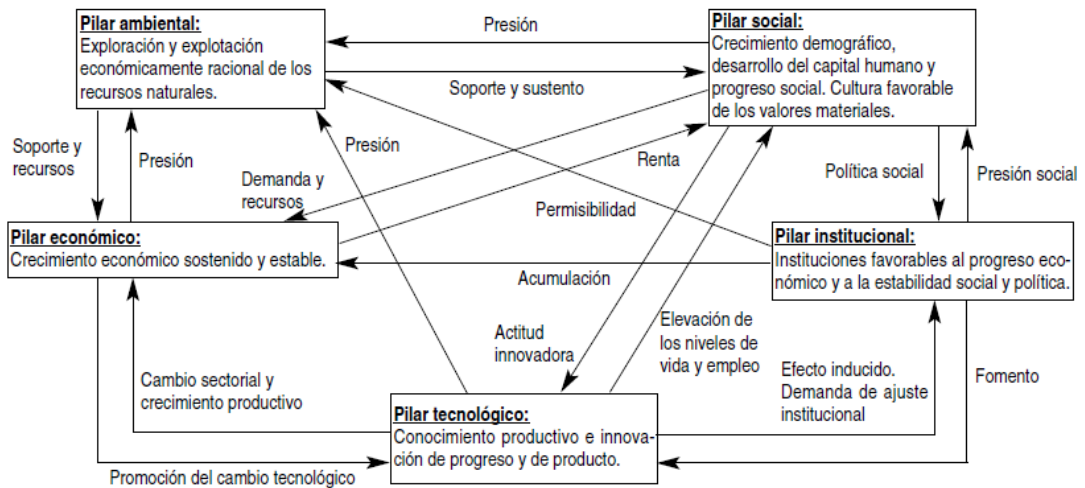 Pilar ambiental:
Exploración y explotación
económicamente racional de los
recursos naturales.
Presión
Soporte y sustento
Pilar social:
Crecimiento demográfico,
desarrollo del capital humano y
progreso social. Cultura favorable
de los valores materiales.
Soporte y
recursos
Presión
Presión
Demanda y
recursos
Renta
Permisibilidad
Política social
Presión social
Pilar económico:
Crecimiento económico sostenido y estable.
Pilar institucional:
Instituciones favorables al progreso eco-
nómico y a la estabilidad social y política.
Acumulación
Actitud
innovadora
Elevación de
los niveles de
vida y empleo
Cambio sectorial y
crecimiento productivo
Efecto inducido.
Demanda de ajuste
institucional
Fomento
Pilar tecnológico:
Conocimiento productivo e innova-
ción de progreso y de producto.
Promoción del cambio tecnológico